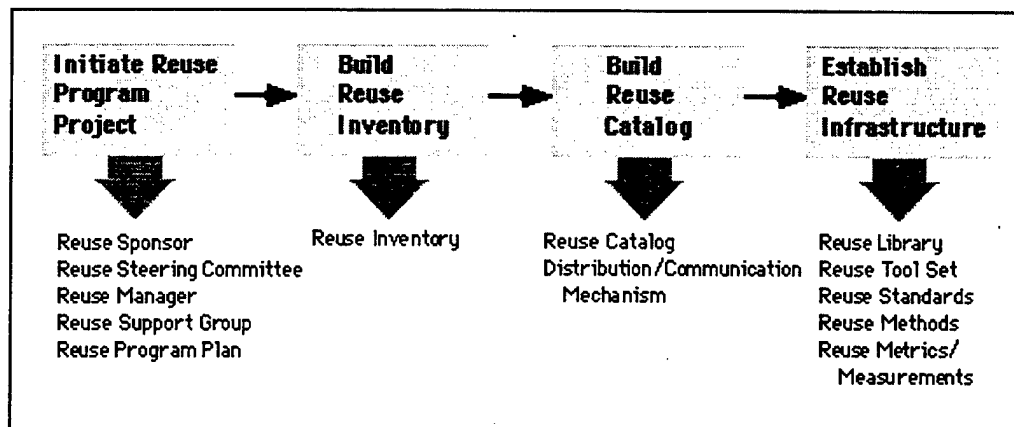 Initiate Reuse
Program
Project
Build
Reuse
Inventory
Build
Reuse
Catalog
Establish
Reuse
Infrastructure
Reuse Sponsor
Reuse Steering Committee
Reuse Manager
Reuse Support Group
Reuse Program Plan
Reuse Inventory
Reuse Catalog
Distribution/Communication
Mechanism
Reuse Library
Reuse Tool Set
Reuse Standards
Reuse Methods
Reuse Metrics/
Measurements